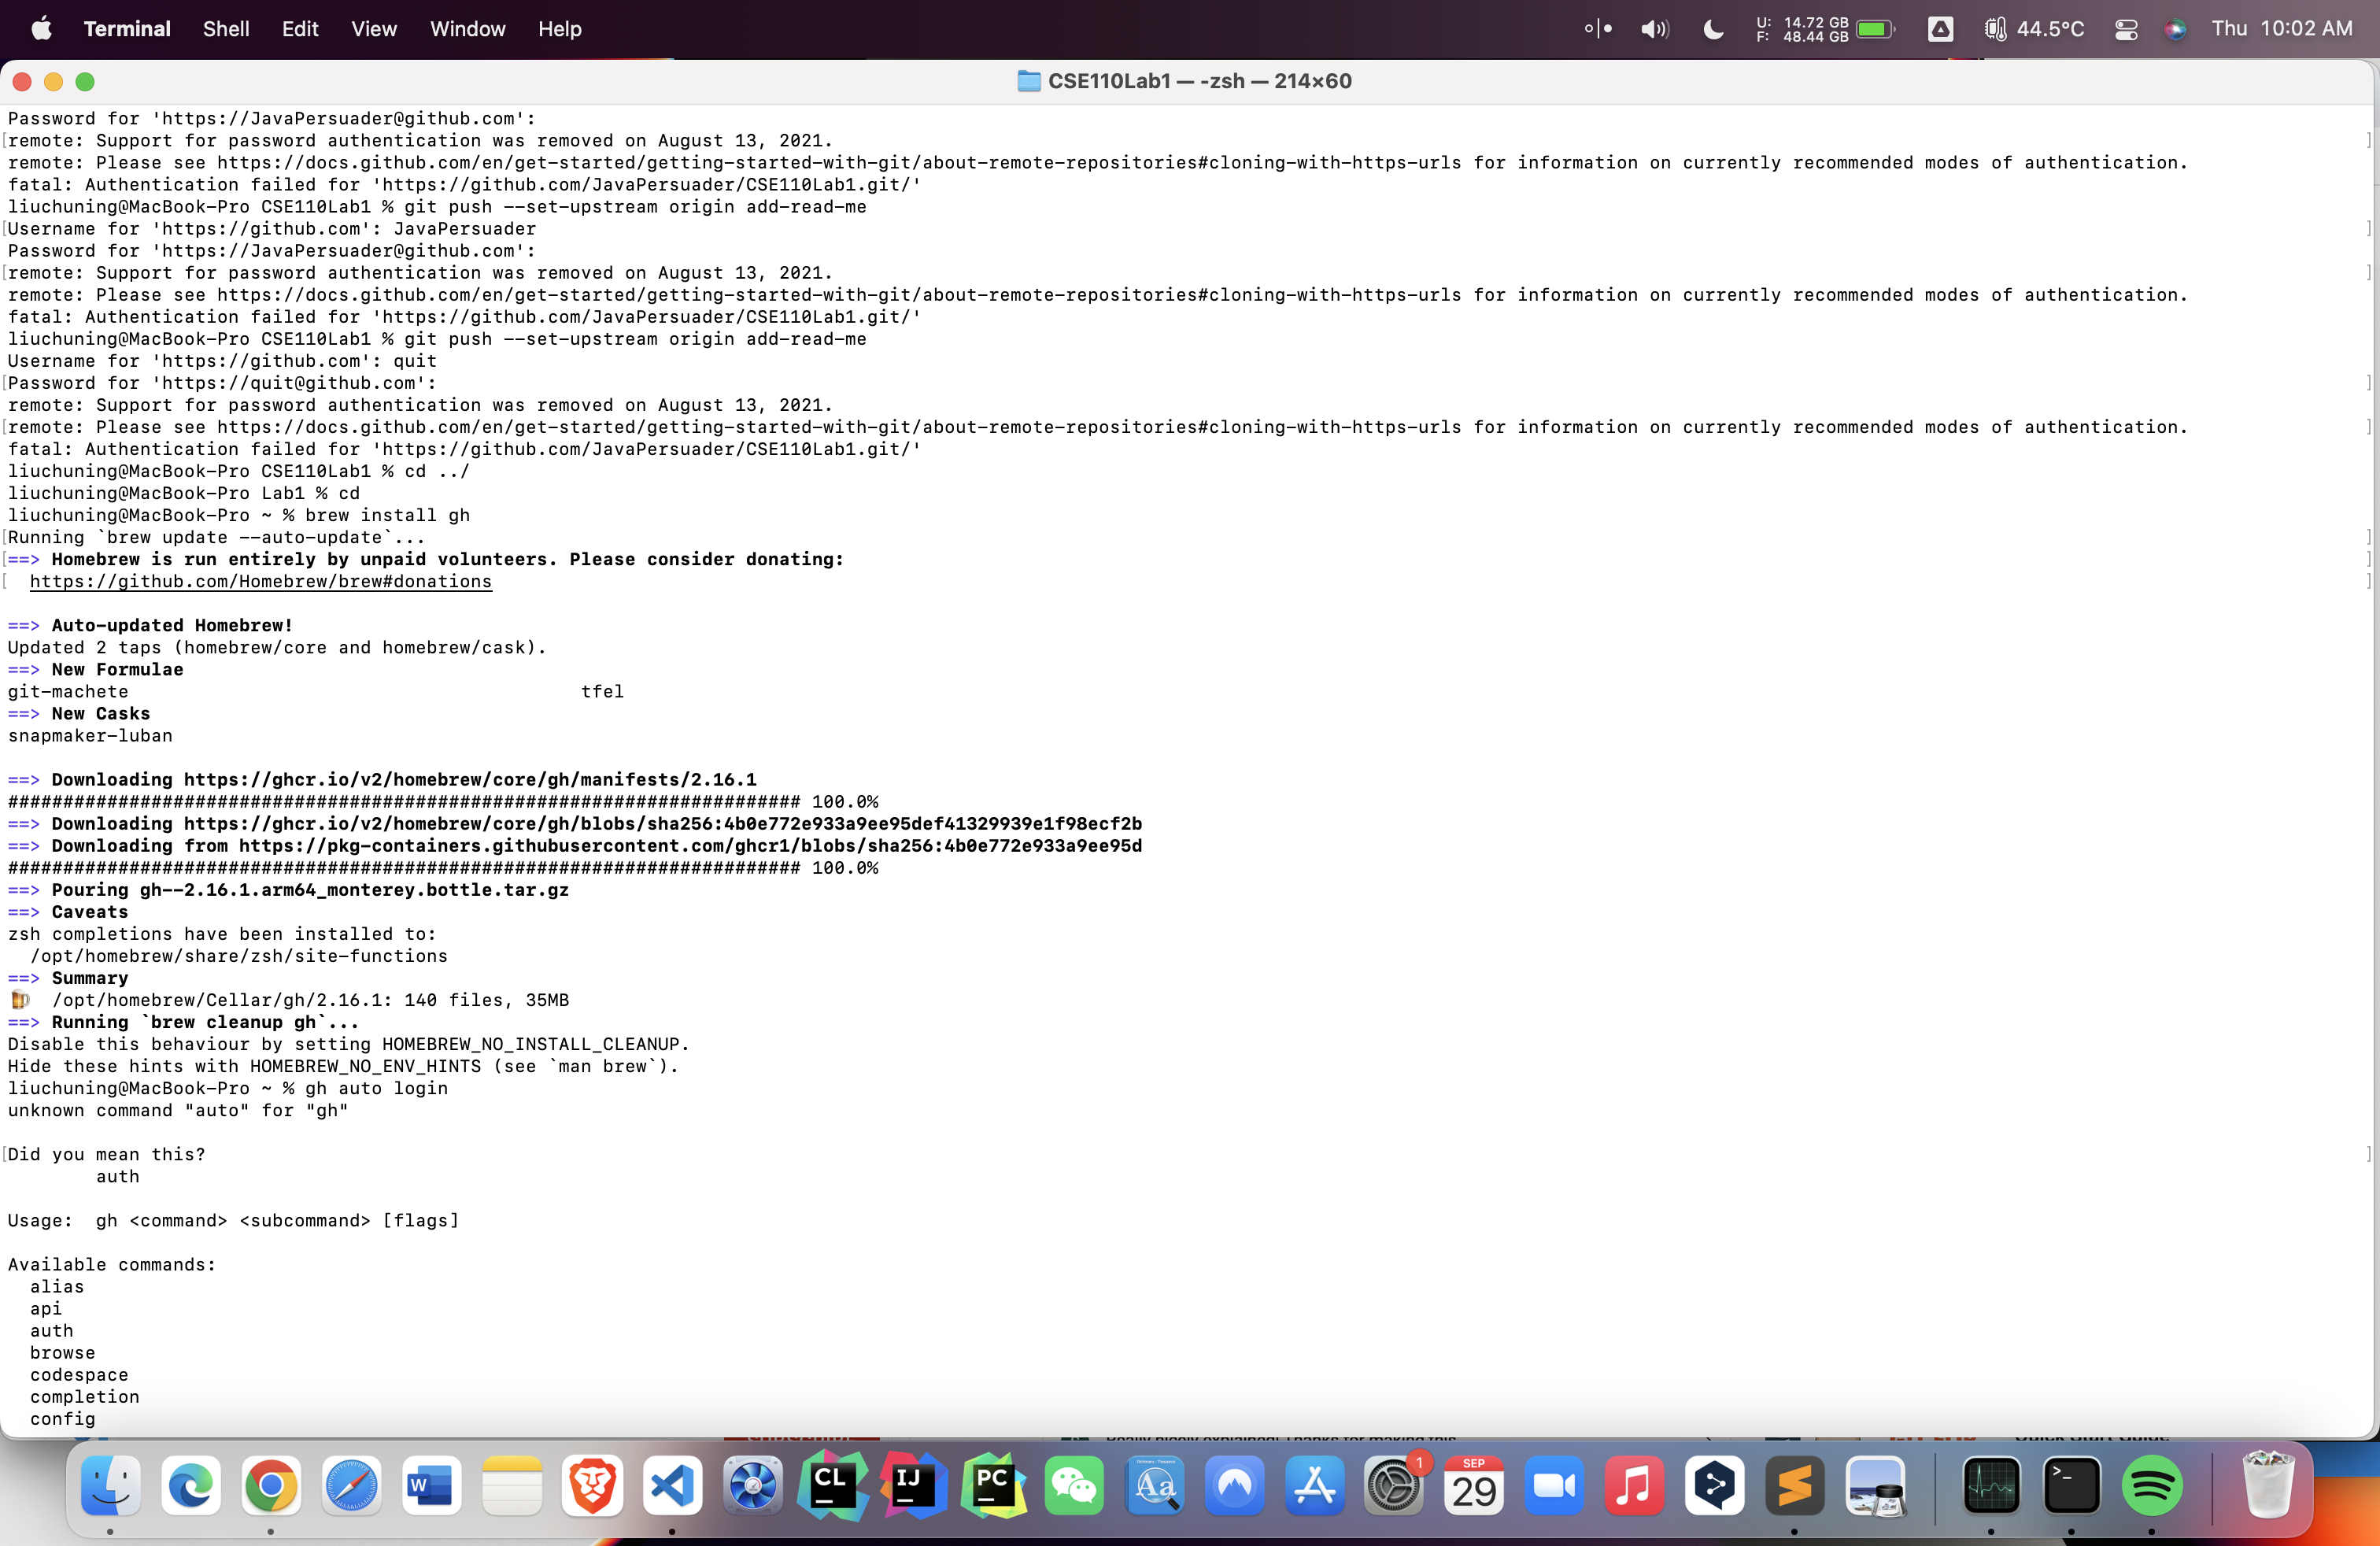 Terminal Shell Edit View Window Help U: 14.72 GB F: 48.44 GB 44.5°C Thu 10:02 AM
CSE110Lab1 — -zsh — 214×60
Password for 'https://JavaPersuader@github.com':
remote: Support for password authentication was removed on August 13, 2021.
remote: Please see https://docs.github.com/en/get-started/getting-started-with-git/about-remote-repositories#cloning-with-https-urls for information on currently recommended modes of authentication.
fatal: Authentication failed for 'https://github.com/JavaPersuader/CSE110Lab1.git/'
liuchuning@MacBook-Pro CSE110Lab1 % git push --set-upstream origin add-read-me
Username for 'https://github.com': JavaPersuader
Password for 'https://JavaPersuader@github.com':
remote: Support for password authentication was removed on August 13, 2021.
remote: Please see https://docs.github.com/en/get-started/getting-started-with-git/about-remote-repositories#cloning-with-https-urls for information on currently recommended modes of authentication.
fatal: Authentication failed for 'https://github.com/JavaPersuader/CSE110Lab1.git/'
liuchuning@MacBook-Pro CSE110Lab1 % git push --set-upstream origin add-read-me
Username for 'https://github.com': quit
Password for 'https://quit@github.com':
remote: Support for password authentication was removed on August 13, 2021.
remote: Please see https://docs.github.com/en/get-started/getting-started-with-git/about-remote-repositories#cloning-with-https-urls for information on currently recommended modes of authentication.
fatal: Authentication failed for 'https://github.com/JavaPersuader/CSE110Lab1.git/'
liuchuning@MacBook-Pro CSE110Lab1 % cd ../
liuchuning@MacBook-Pro Lab1 % cd
liuchuning@MacBook-Pro ~ % brew install gh
Running `brew update --auto-update`...
==> Homebrew is run entirely by unpaid volunteers. Please consider donating:
https://github.com/Homebrew/brew#donations
==> Auto-updated Homebrew!
Updated 2 taps (homebrew/core and homebrew/cask).
==> New Formulae
git-machete tfel
==> New Casks
snapmaker-luban
==> Downloading https://ghcr.io/v2/homebrew/core/gh/manifests/2.16.1
######################################################################## 100.0%
==> Downloading https://ghcr.io/v2/homebrew/core/gh/blobs/sha256:4b0e772e933a9ee95def41329939e1f98ecf2b
==> Downloading from https://pkg-containers.githubusercontent.com/ghcr1/blobs/sha256:4b0e772e933a9ee95d
######################################################################## 100.0%
==> Pouring gh--2.16.1.arm64_monterey.bottle.tar.gz
==> Caveats
zsh completions have been installed to:
/opt/homebrew/share/zsh/site-functions
==> Summary
🍺 /opt/homebrew/Cellar/gh/2.16.1: 140 files, 35MB
==> Running `brew cleanup gh`...
Disable this behaviour by setting HOMEBREW_NO_INSTALL_CLEANUP.
Hide these hints with HOMEBREW_NO_ENV_HINTS (see `man brew`).
liuchuning@MacBook-Pro ~ % gh auto login
unknown command "auto" for "gh"
Did you mean this?
auth
Usage: gh <command> <subcommand> [flags]
Available commands:
alias
api
auth
browse
codespace
completion
config
W CL IJ PC Aa 1 SEP 29 >_